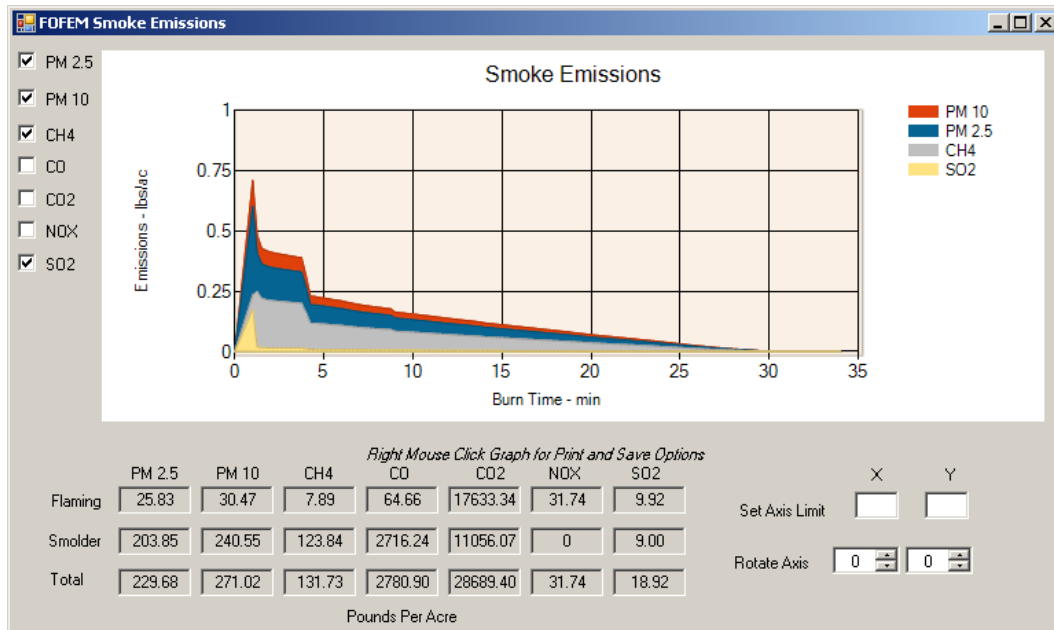 FOFEM Smoke Emissions
PM 2.5
PM 10
CH4
CO
CO2
NOX
SO2
Smoke Emissions
Emissions - lbs/ac
1
0.75
0.5
0.25
0
0 5 10 15 20 25 30 35
Burn Time - min
PM 10
PM 2.5
CH4
SO2
Right Mouse Click Graph for Print and Save Options
PM 2.5 PM 10 CH4 CO CO2 NOX SO2
Flaming 25.83 30.47 7.89 64.66 17633.34 31.74 9.92
Smolder 203.85 240.55 123.84 2716.24 11056.07 0 9.00
Total 229.68 271.02 131.73 2780.90 28689.40 31.74 18.92
Pounds Per Acre
X Y
Set Axis Limit
Rotate Axis 0 0